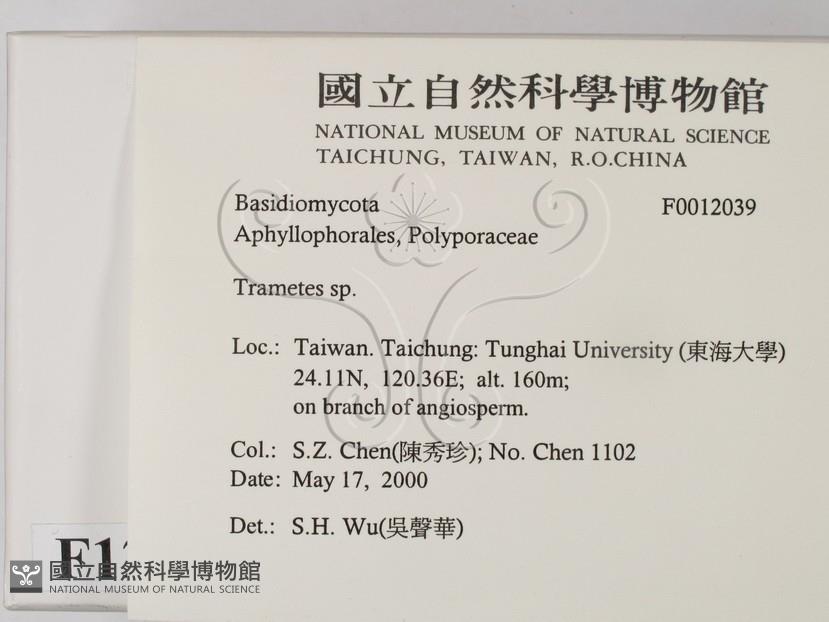 國立自然科學博物館
NATIONAL MUSEUM OF NATURAL SCIENCE
TAICHUNG, TAIWAN, R.O.CHINA
Basidiomycota F0012039
Aphyllophorales, Polyporaceae
Trametes sp.
Loc.: Taiwan. Taichung: Tunghai University (東海大學)
24.11N, 120.36E; alt. 160m;
on branch of angiosperm.
Col.: S.Z. Chen(陳秀珍); No. Chen 1102
Date: May 17, 2000
Det.: S.H. Wu(吳聲華)
國立自然科學博物館
NATIONAL MUSEUM OF NATURAL SCIENCE